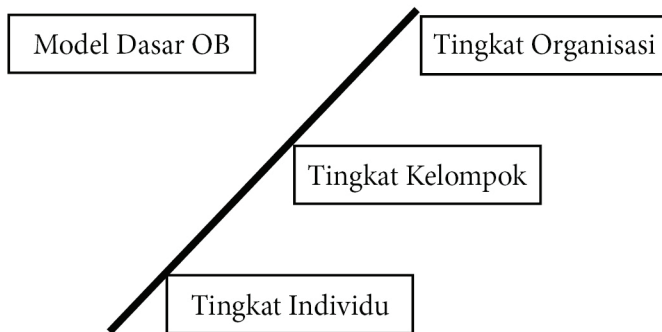 Model Dasar OB
Tingkat Organisasi
Tingkat Kelompok
Tingkat Individu